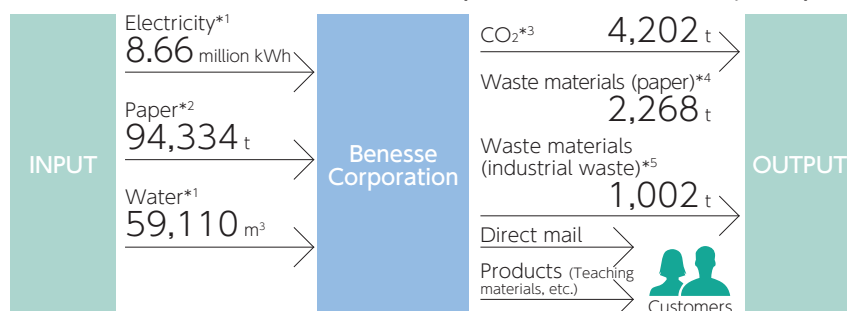 Electricity*1
8.66 million kWh
Paper*2
94,334 t
Water*1
59,110 m3
INPUT
Benesse
Corporation
CO2*3 4,202 t
Waste materials (paper)*4
2,268 t
Waste materials
(industrial waste)*5
1,002 t
Direct mail
Products (Teaching
materials, etc.)
Customers
OUTPUT